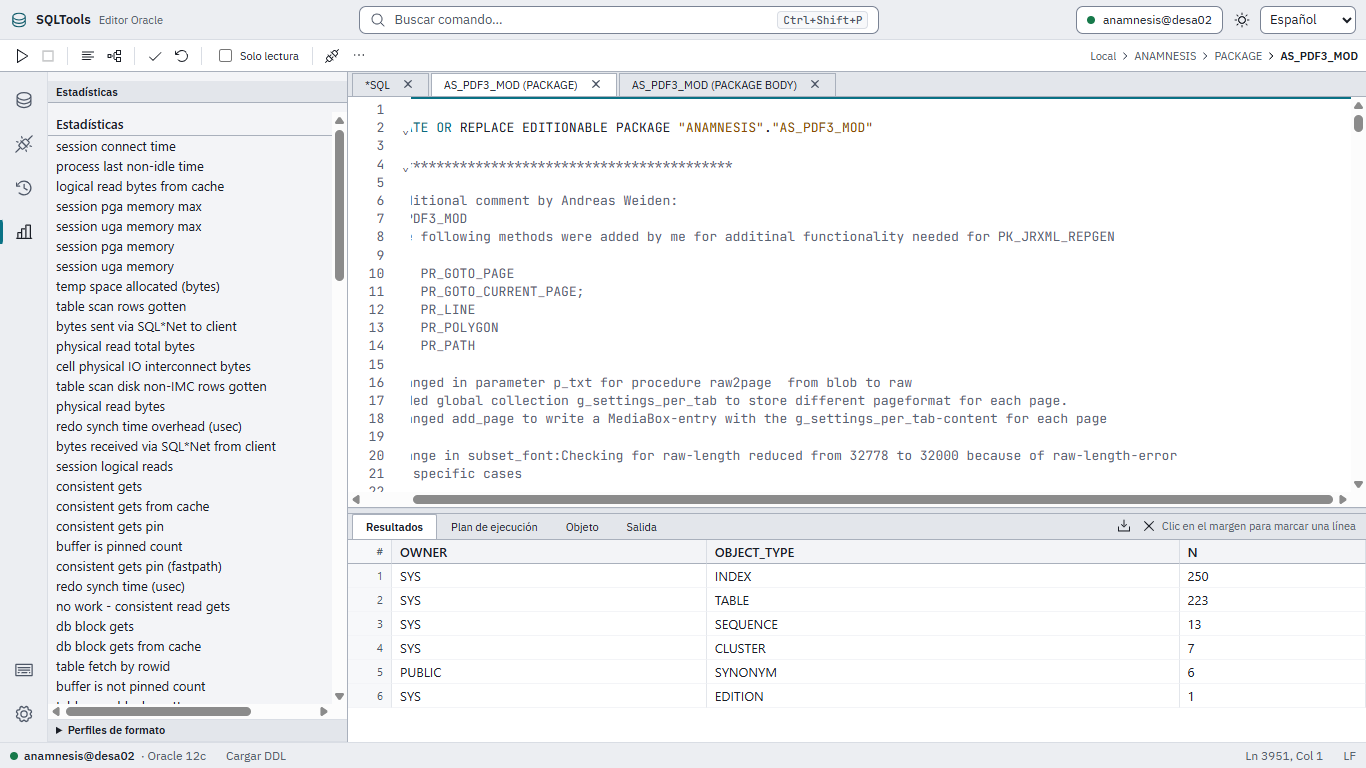 SQLTools Editor Oracle
Buscar comando... Ctrl+Shift+P
anamnesis@desa02
Español
Solo lectura
Local > ANAMNESIS > PACKAGE > AS_PDF3_MOD
Estadísticas
Estadísticas
session connect time
process last non-idle time
logical read bytes from cache
session pga memory max
session uga memory max
session pga memory
session uga memory
temp space allocated (bytes)
table scan rows gotten
bytes sent via SQL*Net to client
physical read total bytes
cell physical IO interconnect bytes
table scan disk non-IMC rows gotten
physical read bytes
redo synch time overhead (usec)
bytes received via SQL*Net from client
session logical reads
consistent gets
consistent gets from cache
consistent gets pin
buffer is pinned count
consistent gets pin (fastpath)
redo synch time (usec)
no work - consistent read gets
db block gets
db block gets from cache
table fetch by rowid
buffer is not pinned count
Perfiles de formato
*SQL
AS_PDF3_MOD (PACKAGE)
AS_PDF3_MOD (PACKAGE BODY)
1
2 TE OR REPLACE EDITIONABLE PACKAGE "ANAMNESIS"."AS_PDF3_MOD"
3
4 *****************************************
5
6 ditional comment by Andreas Weiden:
7 PDF3_MOD
8 following methods were added by me for additinal functionality needed for PK_JRXML_REPGEN
9
10 PR_GOTO_PAGE
11 PR_GOTO_CURRENT_PAGE;
12 PR_LINE
13 PR_POLYGON
14 PR_PATH
15
16 nged in parameter p_txt for procedure raw2page  from blob to raw
17 ded global collection g_settings_per_tab to store different pageformat for each page.
18 nged add_page to write a MediaBox-entry with the g_settings_per_tab-content for each page
19
20 nge in subset_font:Checking for raw-length reduced from 32778 to 32000 because of raw-length-error
21 specific cases
22
Resultados
Plan de ejecución
Objeto
Salida
Clic en el margen para marcar una línea
# OWNER OBJECT_TYPE N
1 SYS INDEX 250
2 SYS TABLE 223
3 SYS SEQUENCE 13
4 SYS CLUSTER 7
5 PUBLIC SYNONYM 6
6 SYS EDITION 1
anamnesis@desa02 · Oracle 12c Cargar DDL
Ln 3951, Col 1 LF